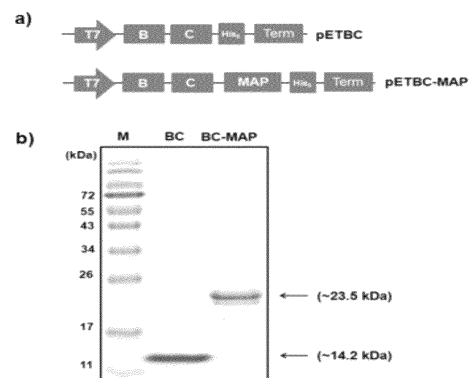 a)
T7 B C His₆ Term pETBC
T7 B C MAP His₆ Term pETBC-MAP
b)
(kDa) M BC BC-MAP
72
55
43
34
26
(~23.5 kDa)
17
(~14.2 kDa)
11